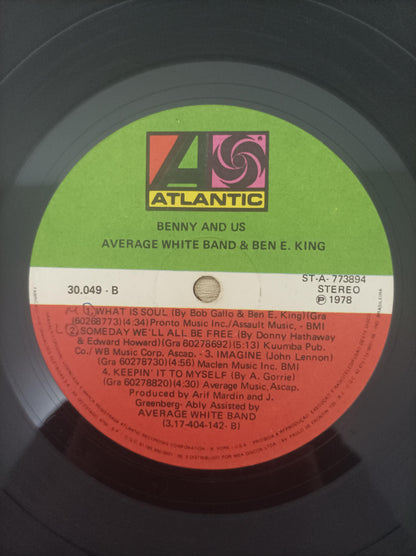 ATLANTIC
BENNY AND US
AVERAGE WHITE BAND & BEN E. KING
ST-A- 773894
30.049 - B
STEREO
Ⓟ 1978
1. WHAT IS SOUL (By Bob Gallo & Ben E. King)(Gra
60268773) (4:34) Pronto Music Inc./Assault Music, - BMI
2. SOMEDAY WE'LL ALL BE FREE (By Donny Hathaway
& Edward Howard)(Gra 60278692) (5:13) Kuumba Pub.
Co./ WB Music Corp. Ascap. - 3. IMAGINE (John Lennon)
(Gra 60278730) (4:56) Maclen Music Inc. BMI
4. KEEPIN' IT TO MYSELF (By A. Gorrie)
(Gra 60278820) (4:30) Average Music, Ascap.
Produced by Arif Mardin and J.
Greenberg- Ably Assisted by
AVERAGE WHITE BAND
(3.17-404-142- B)